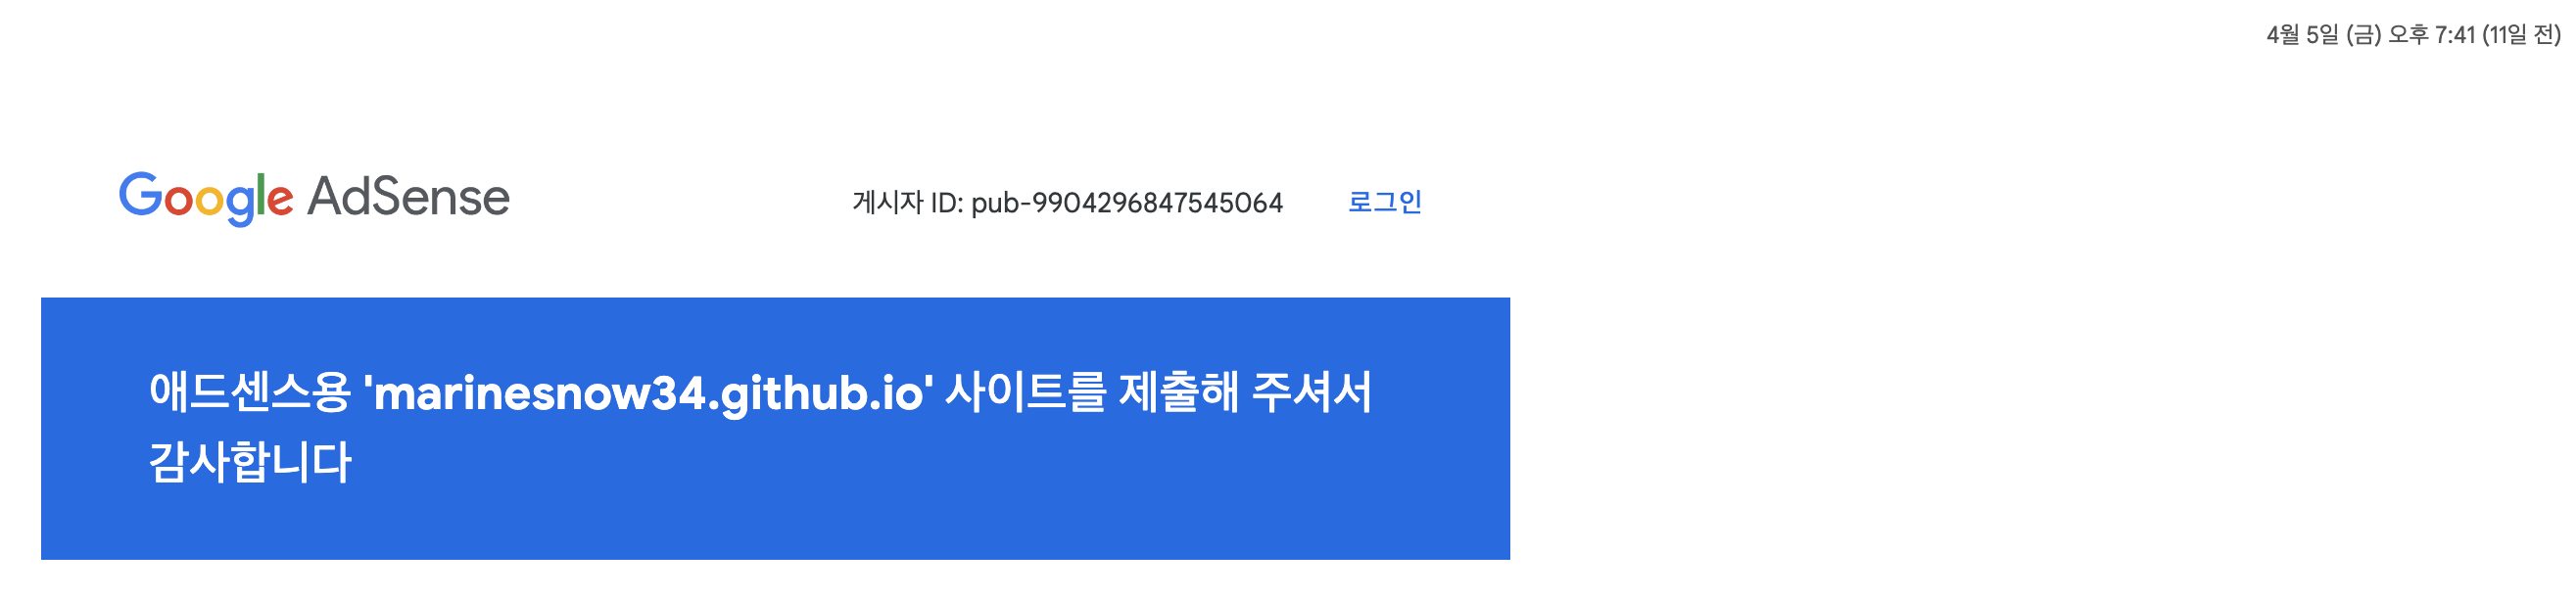 4월 5일 (금) 오후 7:41 (11일 전)
Google AdSense
게시자 ID: pub-9904296847545064 로그인
애드센스용 'marinesnow34.github.io' 사이트를 제출해 주셔서
감사합니다